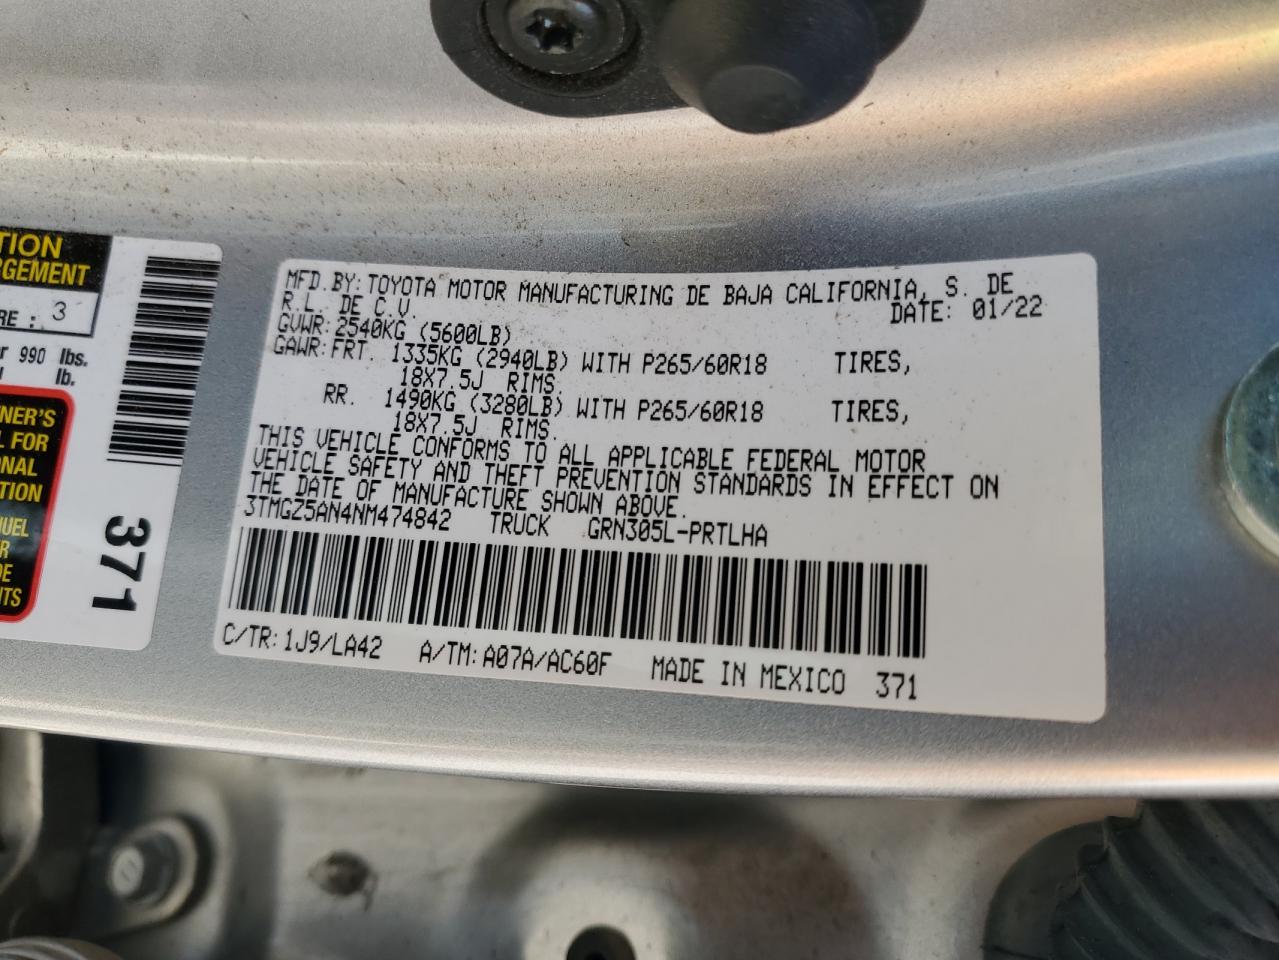 TION
RGEMENT
RE : 3
r 990 lbs.
lb.
NER'S
L FOR
ONAL
TION
UEL
R
DE
ITS
371
MFD. BY: TOYOTA MOTOR MANUFACTURING DE BAJA CALIFORNIA, S. DE
R.L. DE C.V. DATE: 01/22
GVWR: 2540KG (5600LB)
GAWR: FRT. 1335KG (2940LB) WITH P265/60R18 TIRES,
18X7.5J RIMS.
RR. 1490KG (3280LB) WITH P265/60R18 TIRES,
18X7.5J RIMS.
THIS VEHICLE CONFORMS TO ALL APPLICABLE FEDERAL MOTOR
VEHICLE SAFETY AND THEFT PREVENTION STANDARDS IN EFFECT ON
THE DATE OF MANUFACTURE SHOWN ABOVE.
3TMGZ5AN4NM474842 TRUCK GRN305L-PRTLHA
C/TR: 1J9/LA42 A/TM: A07A/AC60F MADE IN MEXICO 371